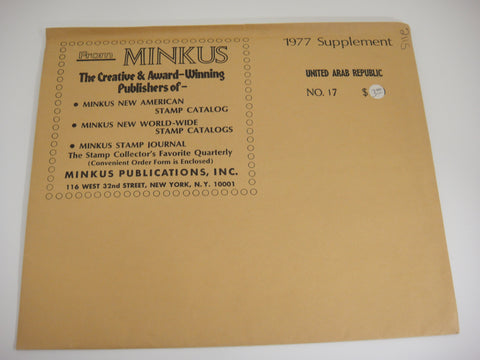 From MINKUS
The Creative & Award-Winning
Publishers of-
• MINKUS NEW AMERICAN
STAMP CATALOG
• MINKUS NEW WORLD-WIDE
STAMP CATALOGS
• MINKUS STAMP JOURNAL
The Stamp Collector's Favorite Quarterly
(Convenient Order Form is Enclosed)
MINKUS PUBLICATIONS, INC.
116 WEST 32nd STREET, NEW YORK, N.Y. 10001
1977 Supplement
UNITED ARAB REPUBLIC
NO. 17 $